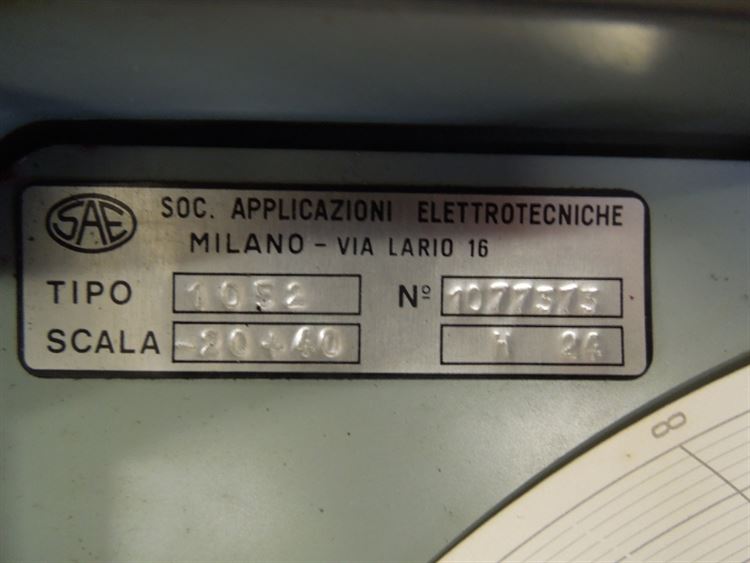 SAE SOC. APPLICAZIONI ELETTROTECNICHE
MILANO - VIA LARIO 16
TIPO 1052 Nº 1077373
SCALA -20+40 H 24
8